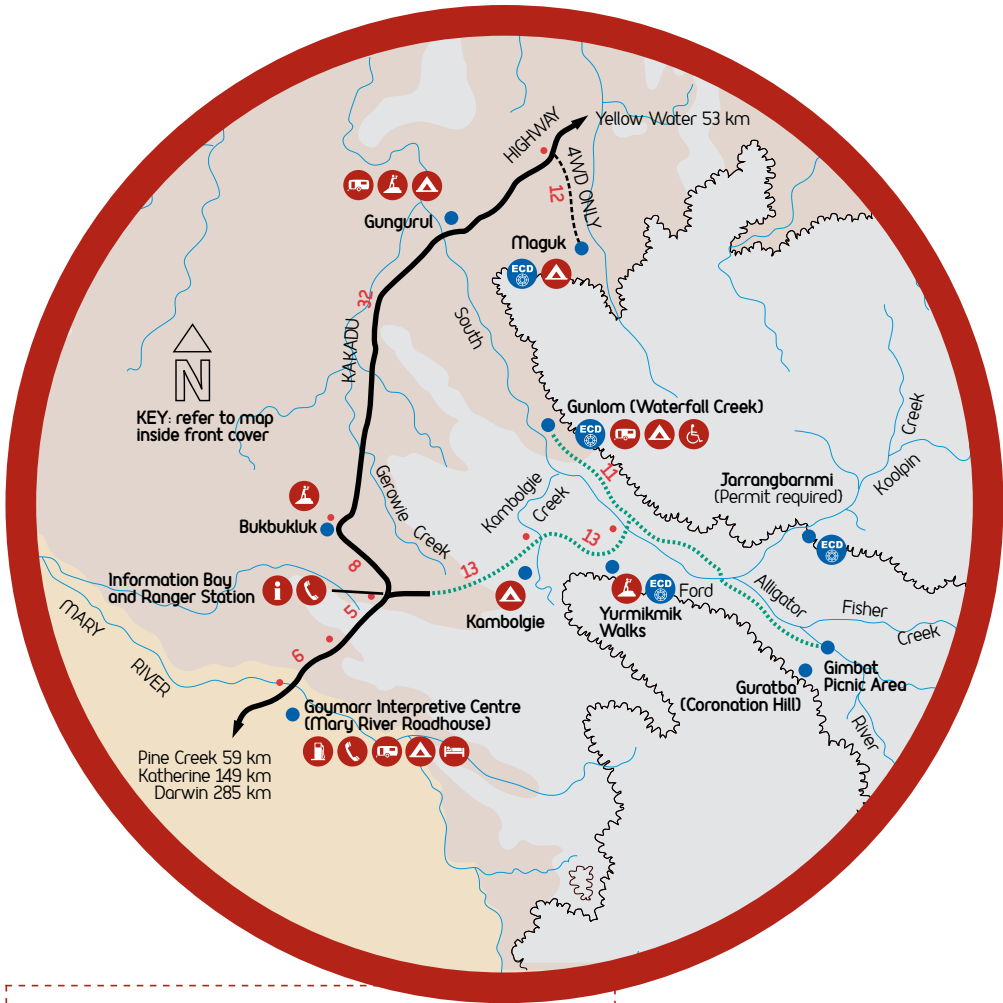 Yellow Water 53 km
HIGHWAY
4WD ONLY
12
Gungurul
Maguk
ECD
32
KAKADU
South
N
KEY: refer to map
inside front cover
Gunlom (Waterfall Creek)
ECD
11
Creek
Koolpin
Jarrangbarnmi
(Permit required)
ECD
Gerowie Creek
Kambolgie
Creek
13
Bukbukluk
8
13
Information Bay
and Ranger Station
i
5
Kambolgie
ECD
Ford
Yurmikmik
Walks
Alligator
Fisher
Creek
MARY
RIVER
6
Gimbat
Picnic Area
Guratba
(Coronation Hill)
River
Goymarr Interpretive Centre
(Mary River Roadhouse)
Pine Creek 59 km
Katherine 149 km
Darwin 285 km